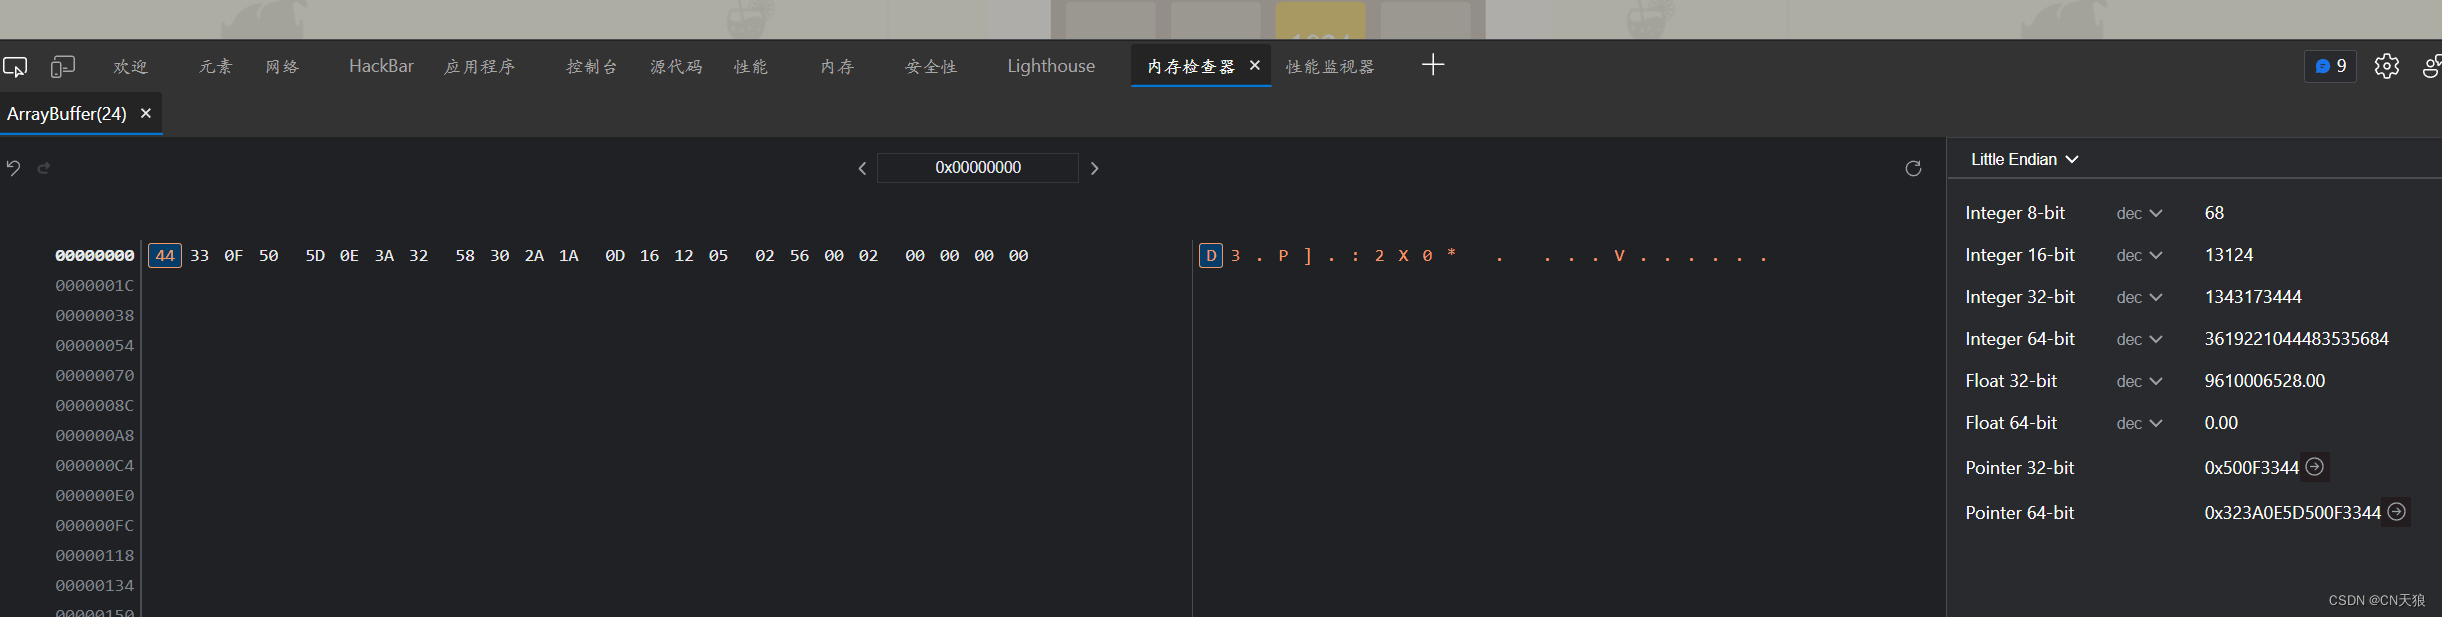 欢迎 元素 网络 HackBar 应用程序 控制台 源代码 性能 内存 安全性 Lighthouse 内存检查器 性能监视器 9
ArrayBuffer(24)
0x00000000
Little Endian
Integer 8-bit dec 68
00000000 44 33 0F 50 5D 0E 3A 32 58 30 2A 1A 0D 16 12 05 02 56 00 02 00 00 00 00 D 3 . P ] . : 2 X 0 * . . . . V . . . . . .
Integer 16-bit dec 13124
0000001C
Integer 32-bit dec 1343173444
00000038
Integer 64-bit dec 3619221044483535684
00000054
00000070
Float 32-bit dec 9610006528.00
0000008C
Float 64-bit dec 0.00
000000A8
000000C4
Pointer 32-bit 0x500F3344
000000E0
Pointer 64-bit 0x323A0E5D500F3344
000000FC
00000118
00000134
00000150
CSDN @CN天狼